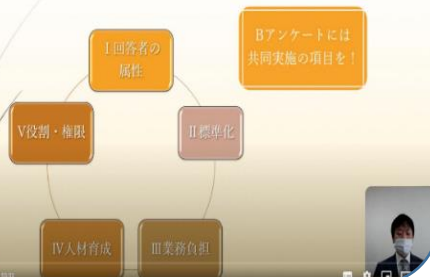 Bアンケートには
共同実施の項目を！
Ⅰ回答者の
属性
Ⅴ役割・権限
Ⅱ標準化
Ⅳ人材育成
Ⅲ業務負担